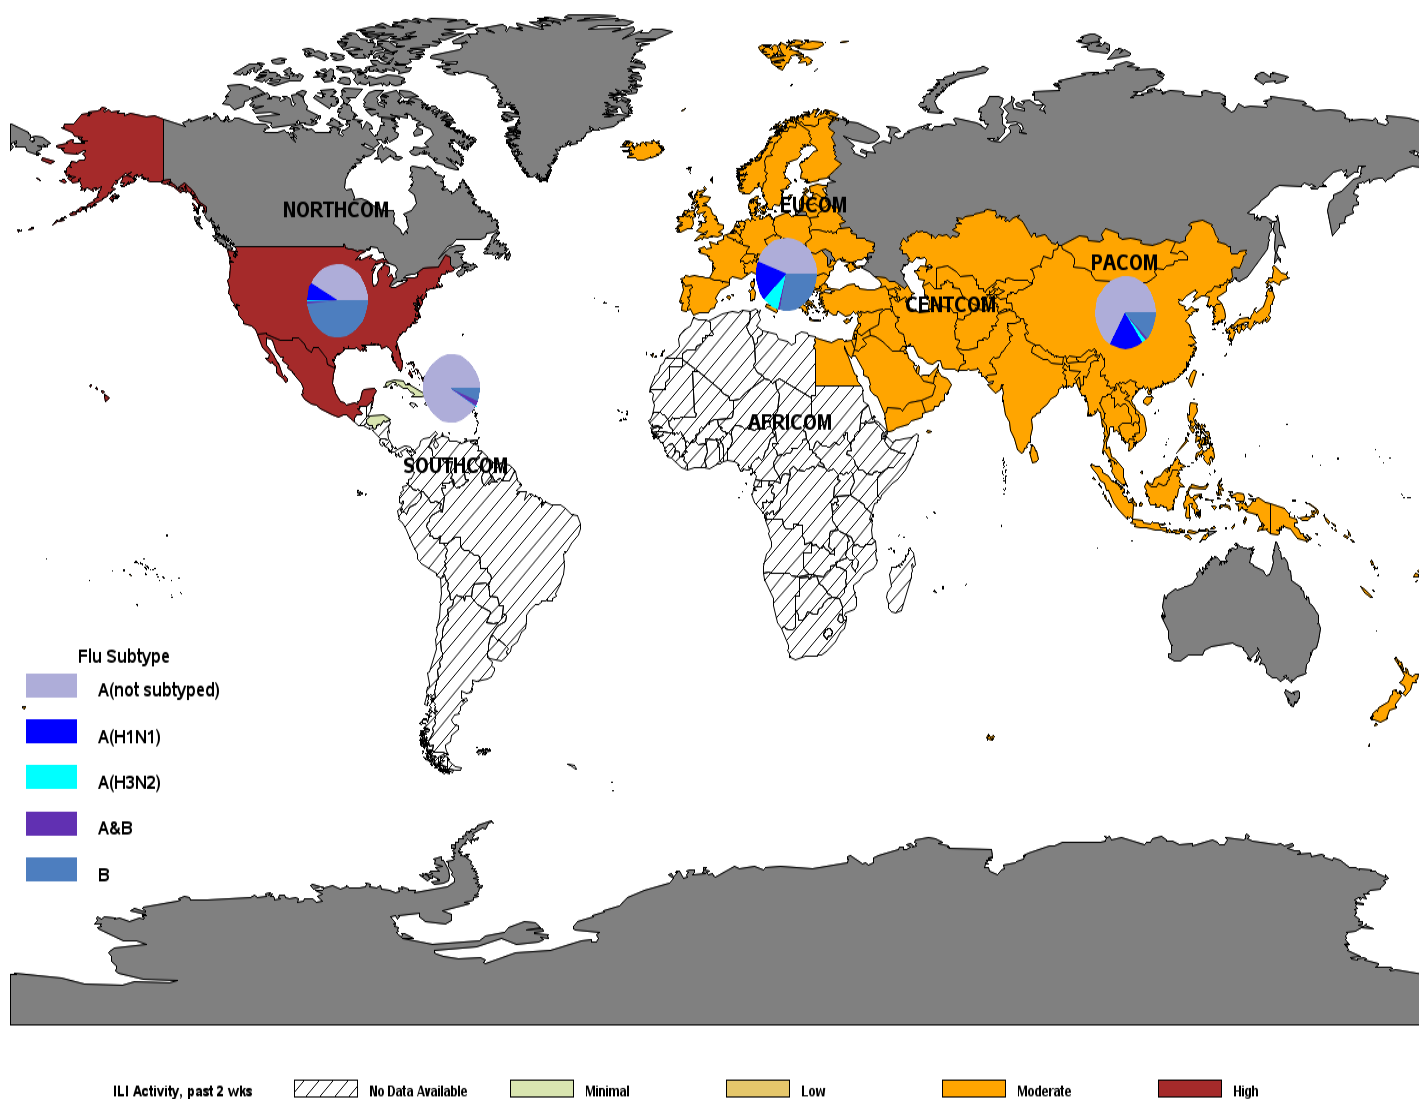 NORTHCOM
EUCOM
PACOM
CENTCOM
AFRICOM
SOUTHCOM
Flu Subtype
A(not subtyped)
A(H1N1)
A(H3N2)
A&B
B
ILI Activity, past 2 wks No Data Available Minimal Low Moderate High